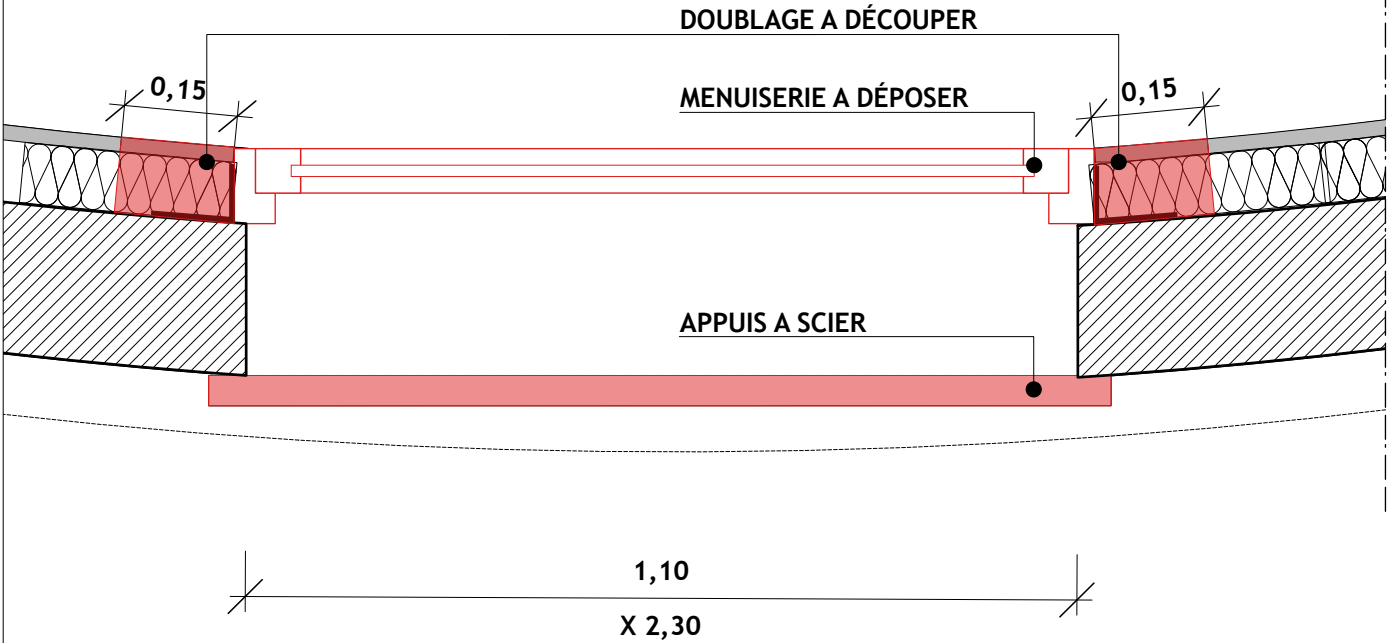 DOUBLAGE A DÉCOUPER
0,15
MENUISERIE A DÉPOSER
0,15
APPUIS A SCIER
1,10
X 2,30